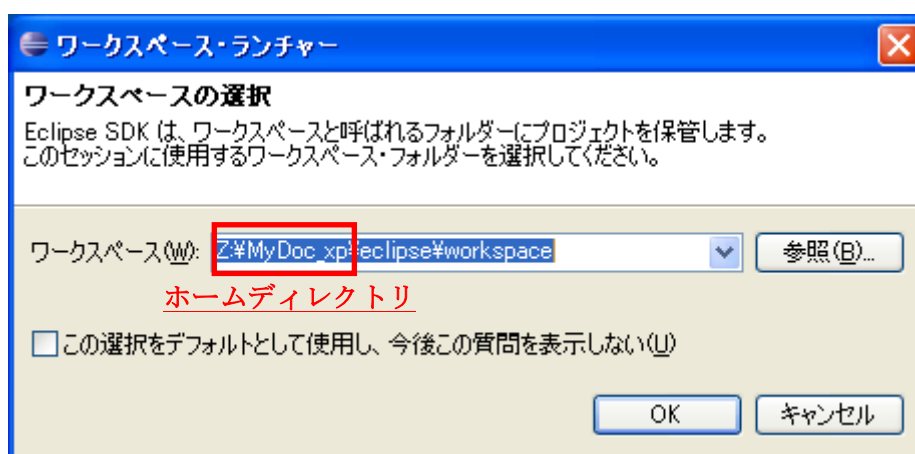 ワークスペース・ランチャー
ワークスペースの選択
Eclipse SDK は、ワークスペースと呼ばれるフォルダーにプロジェクトを保管します。
このセッションに使用するワークスペース・フォルダーを選択してください。
ワークスペース(W): Z:¥MyDoc_xp¥eclipse¥workspace 参照(B)...
ホームディレクトリ
この選択をデフォルトとして使用し、今後この質問を表示しない(U)
OK キャンセル